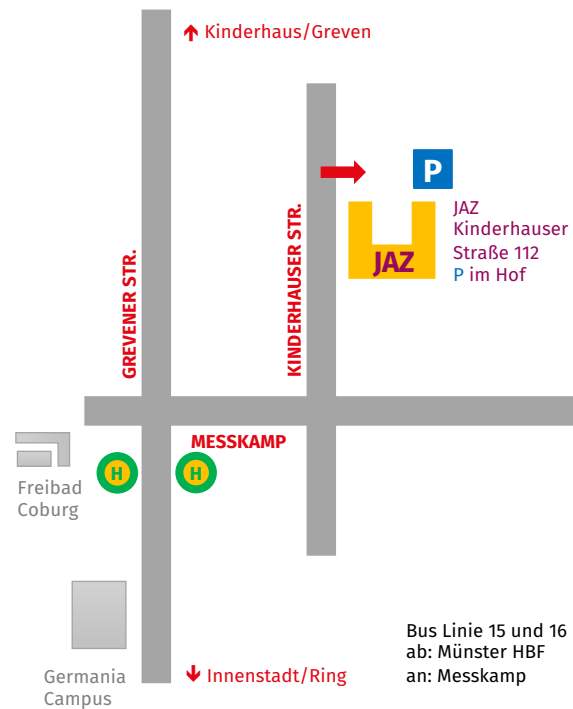 ↑ Kinderhaus/Greven
P
JAZ
Kinderhauser
Straße 112
P im Hof
JAZ
GREVENER STR.
KINDERHAUSER STR.
MESSKAMP
H
H
Freibad
Coburg
Germania
Campus
↓ Innenstadt/Ring
Bus Linie 15 und 16
ab: Münster HBF
an: Messkamp